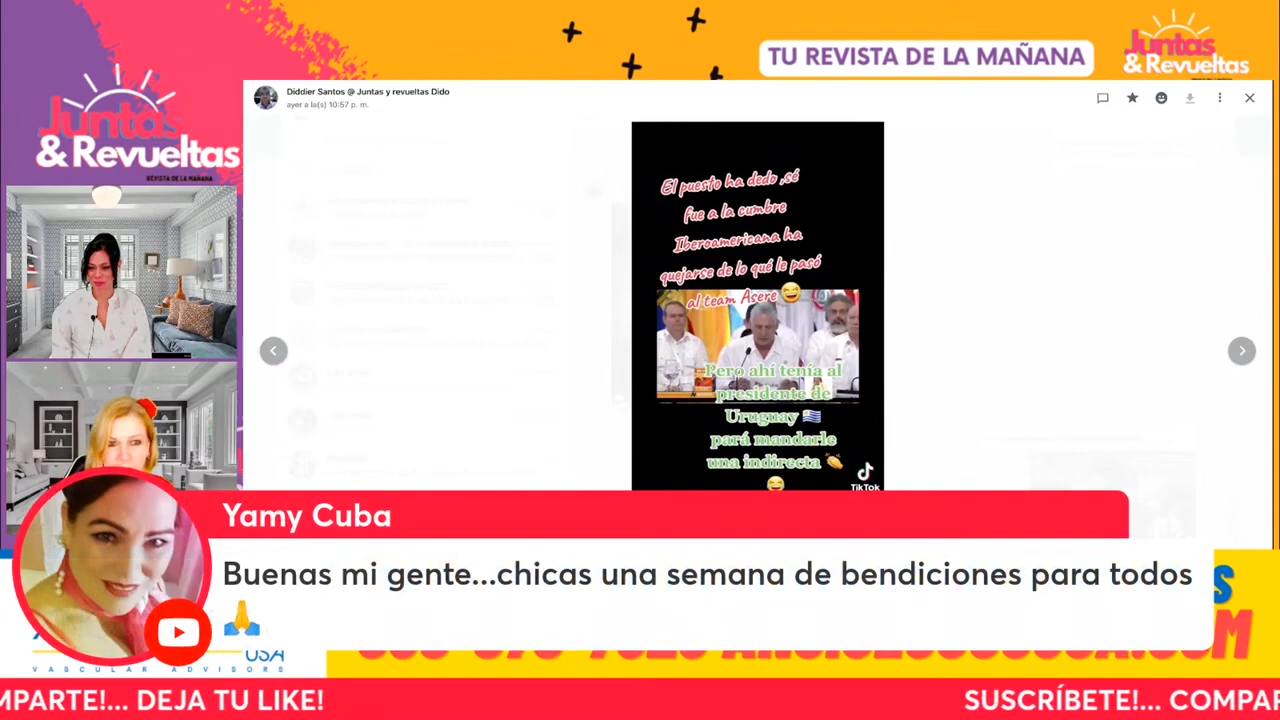 TU REVISTA DE LA MAÑANA
Juntas
& Revueltas
Juntas
& Revueltas
REVISTA DE LA MAÑANA
Diddier Santos @ Juntas y revueltas Dido
ayer a la(s) 10:57 p. m.
El puesto ha dedo ,sé
fue a la cumbre
Iberoamericana ha
quejarse de lo qué le pasó
al team Asere 😂
Pero ahí tenía al
presidente de
Uruguay 🇺🇾
pará mandarle
una indirecta 👏
😂
TikTok
Yamy Cuba
Buenas mi gente...chicas una semana de bendiciones para todos
🙏
USA
VASCULAR ADVISORS
MPARTE!... DEJA TU LIKE!
SUSCRÍBETE!... COMPAR